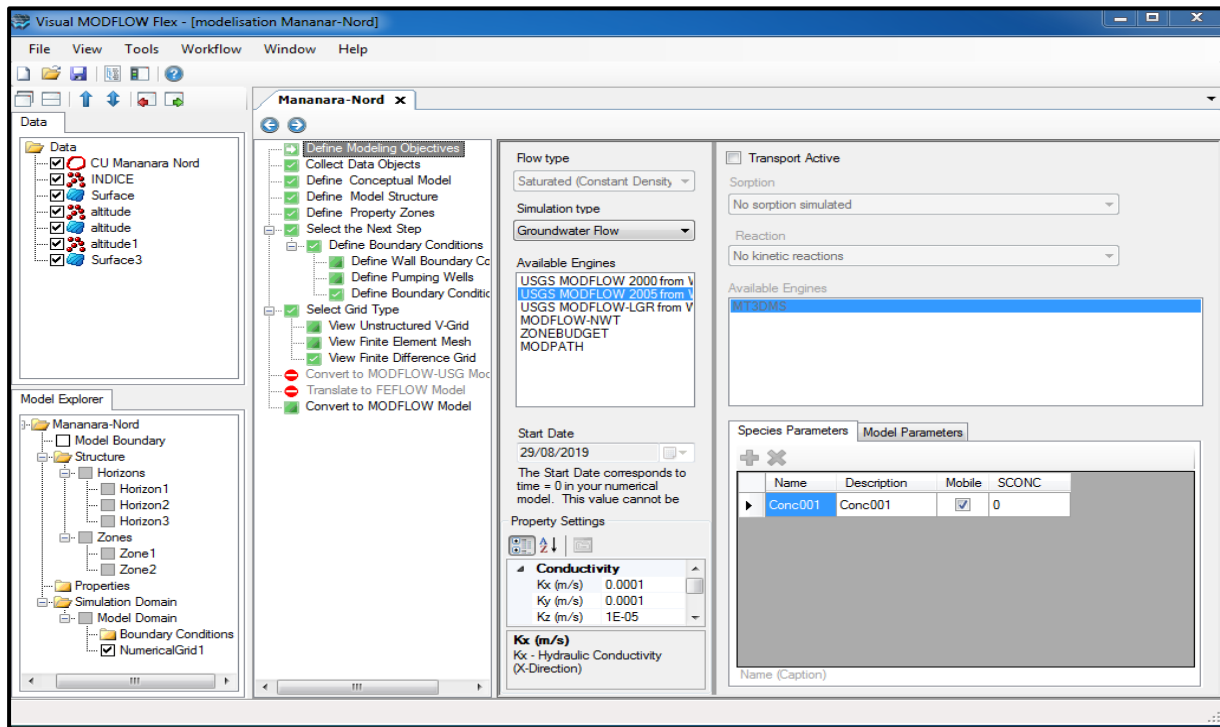 Visual MODFLOW Flex - [modelisation Mananar-Nord]
File View Tools Workflow Window Help
Data
Data
CU Mananara Nord
INDICE
Surface
altitude
altitude
altitude1
Surface3
Model Explorer
Mananara-Nord
Model Boundary
Structure
Horizons
Horizon1
Horizon2
Horizon3
Zones
Zone1
Zone2
Properties
Simulation Domain
Model Domain
Boundary Conditions
NumericalGrid1
Mananara-Nord X
Define Modeling Objectives
Collect Data Objects
Define Conceptual Model
Define Model Structure
Define Property Zones
Select the Next Step
Define Boundary Conditions
Define Wall Boundary Co
Define Pumping Wells
Define Boundary Conditic
Select Grid Type
View Unstructured V-Grid
View Finite Element Mesh
View Finite Difference Grid
Convert to MODFLOW-USG Moc
Translate to FEFLOW Model
Convert to MODFLOW Model
Flow type
Saturated (Constant Density
Simulation type
Groundwater Flow
Available Engines
USGS MODFLOW 2000 from V
USGS MODFLOW 2005 from V
USGS MODFLOW-LGR from V
MODFLOW-NWT
ZONEBUDGET
MODPATH
Start Date
29/08/2019
The Start Date corresponds to
time = 0 in your numerical
model. This value cannot be
Property Settings
Conductivity
Kx (m/s) 0.0001
Ky (m/s) 0.0001
Kz (m/s) 1E-05
Kx (m/s)
Kx - Hydraulic Conductivity
(X-Direction)
Transport Active
Sorption
No sorption simulated
Reaction
No kinetic reactions
Available Engines
MT3DMS
Species Parameters Model Parameters
Name Description Mobile SCONC
Conc001 Conc001 0
Name (Caption)